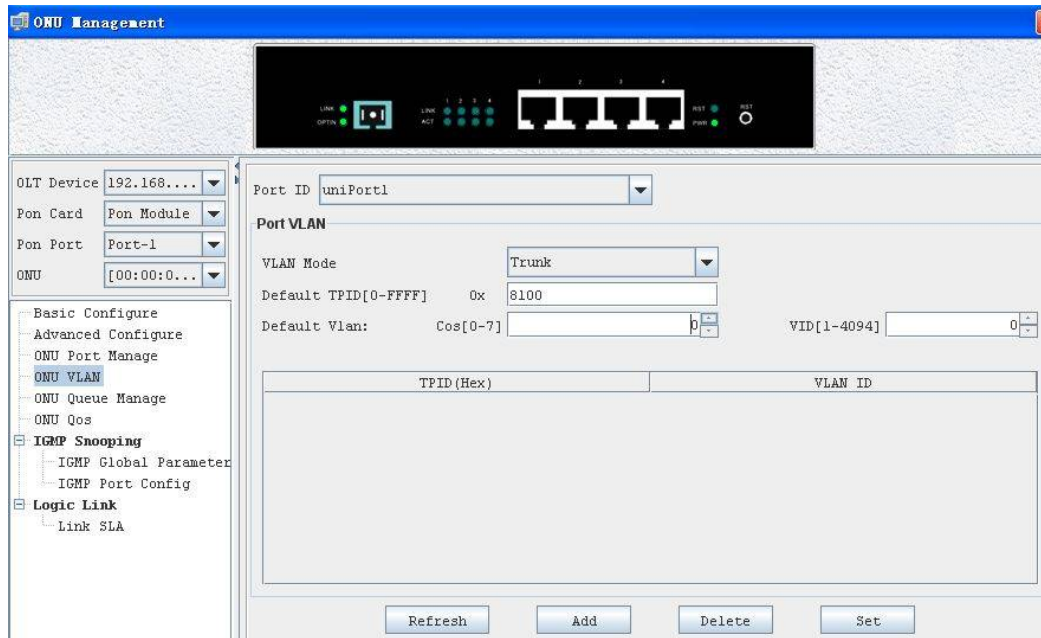 ONU Management
1 2 3 4
LINK
OPTIN
1 2 3 4
LINK
ACT
RST
PWR
RST
OLT Device 192.168....
Pon Card Pon Module
Pon Port Port-1
ONU [00:00:0...
Basic Configure
Advanced Configure
ONU Port Manage
ONU VLAN
ONU Queue Manage
ONU Qos
IGMP Snooping
IGMP Global Parameter
IGMP Port Config
Logic Link
Link SLA
Port ID uniPort1
Port VLAN
VLAN Mode Trunk
Default TPID[0-FFFF] 0x 8100
Default Vlan: Cos[0-7] 0 VID[1-4094] 0
TPID(Hex) VLAN ID
Refresh Add Delete Set